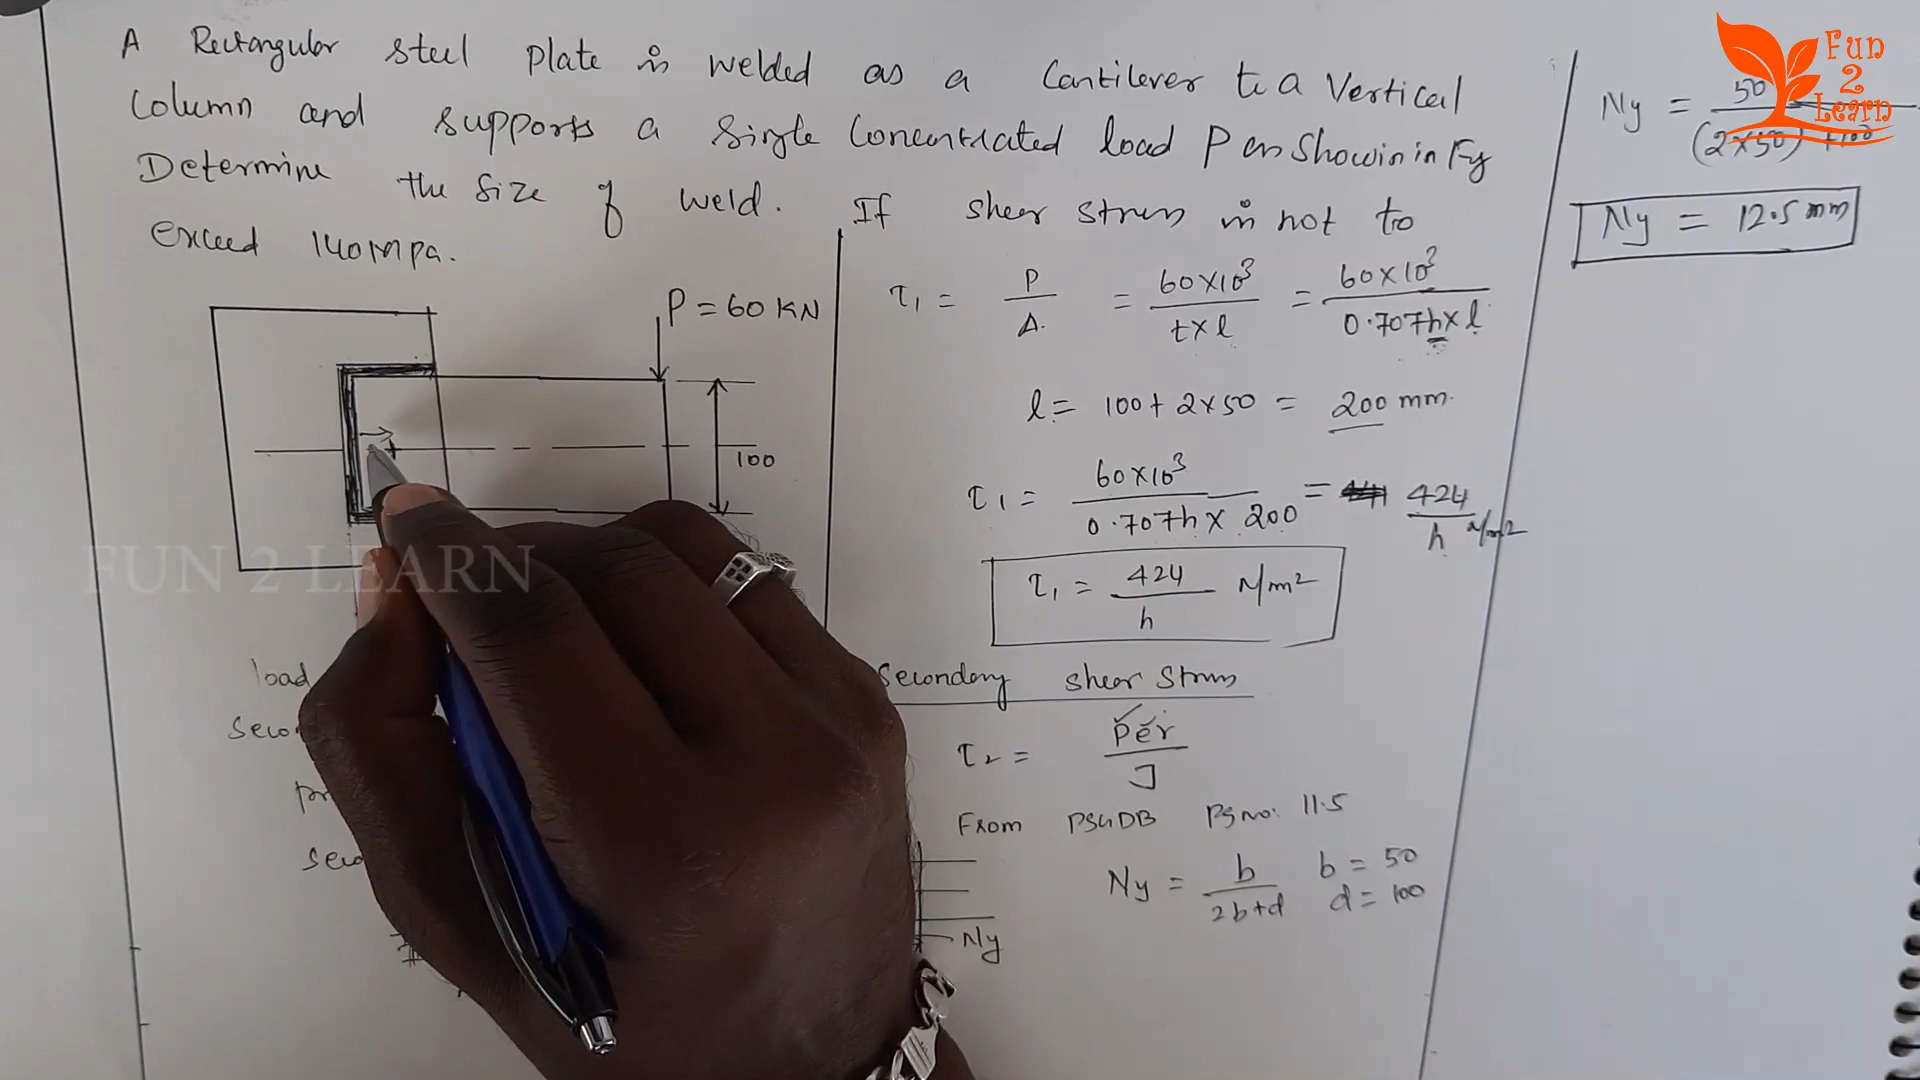 A Rectangular steel plate is welded as a cantilever to a vertical
column and supports a single concentrated load P as shown in Fig
Determine the size of weld. If shear stress is not to
exceed 140 MPa.
P = 60 KN
100
load
τ₁ = P/A = 60×10³/t×l = 60×10³/0.707h×l
l = 100 + 2×50 = 200 mm.
τ₁ = 60×10³/0.707h×200 = 424/h N/mm²
τ₁ = 424/h N/mm²
Secondary shear stress
τ₂ = Per/J
From PSGDB Pg no: 11.5
Ny = b/2b+d b = 50
d = 100
Ny
Ny = 50
(2×50) +100
Ny = 12.5 mm
Fun
2
Learn
FUN 2 LEARN